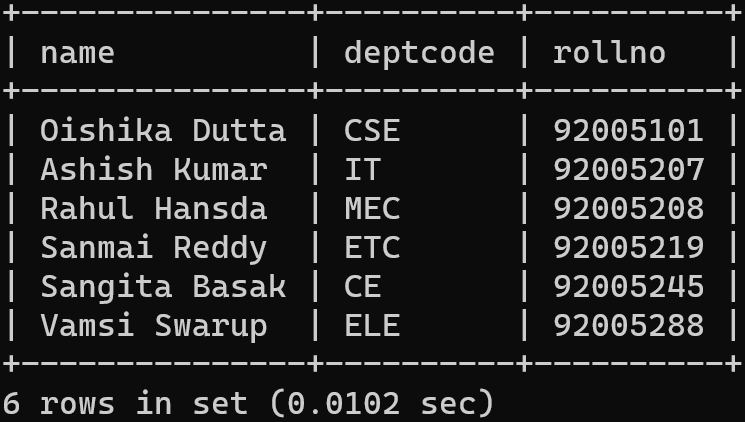 +---------------+----------+----------+
| name          | deptcode | rollno   |
+---------------+----------+----------+
| Oishika Dutta | CSE      | 92005101 |
| Ashish Kumar  | IT       | 92005207 |
| Rahul Hansda  | MEC      | 92005208 |
| Sanmai Reddy  | ETC      | 92005219 |
| Sangita Basak | CE       | 92005245 |
| Vamsi Swarup  | ELE      | 92005288 |
+---------------+----------+----------+
6 rows in set (0.0102 sec)